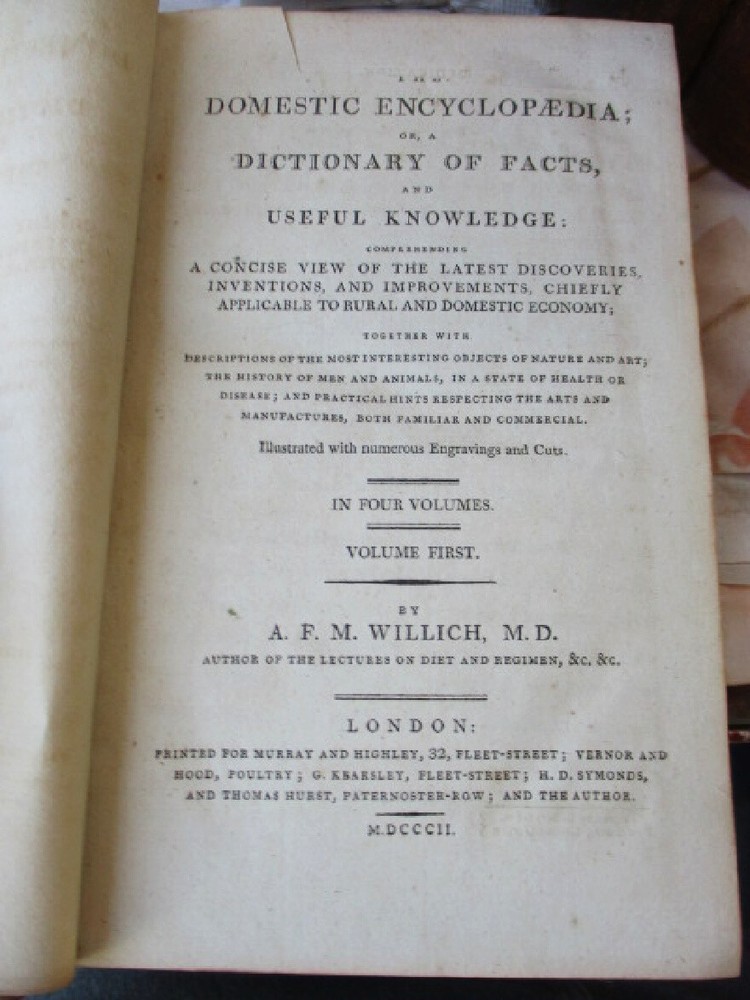 THE
DOMESTIC ENCYCLOPÆDIA;
OR, A
DICTIONARY OF FACTS,
AND
USEFUL KNOWLEDGE:
COMPREHENDING
A CONCISE VIEW OF THE LATEST DISCOVERIES,
INVENTIONS, AND IMPROVEMENTS, CHIEFLY
APPLICABLE TO RURAL AND DOMESTIC ECONOMY;
TOGETHER WITH
DESCRIPTIONS OF THE MOST INTERESTING OBJECTS OF NATURE AND ART;
THE HISTORY OF MEN AND ANIMALS, IN A STATE OF HEALTH OR
DISEASE; AND PRACTICAL HINTS RESPECTING THE ARTS AND
MANUFACTURES, BOTH FAMILIAR AND COMMERCIAL.
Illustrated with numerous Engravings and Cuts.
IN FOUR VOLUMES.
VOLUME FIRST.
BY
A. F. M. WILLICH, M.D.
AUTHOR OF THE LECTURES ON DIET AND REGIMEN, &C. &C.
LONDON:
PRINTED FOR MURRAY AND HIGHLEY, 32, FLEET-STREET; VERNOR AND
HOOD, POULTRY; G. KEARSLEY, FLEET-STREET; H. D. SYMONDS,
AND THOMAS HURST, PATERNOSTER-ROW; AND THE AUTHOR.
M.DCCCII.